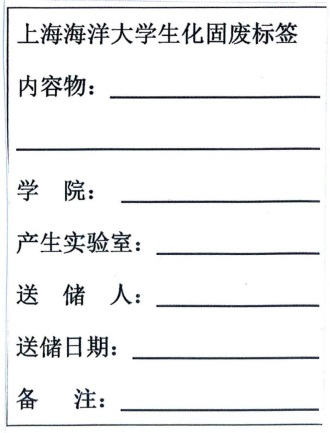 上海海洋大学生化固废标签
内容物：
学 院：
产生实验室：
送 储 人：
送储日期：
备 注：